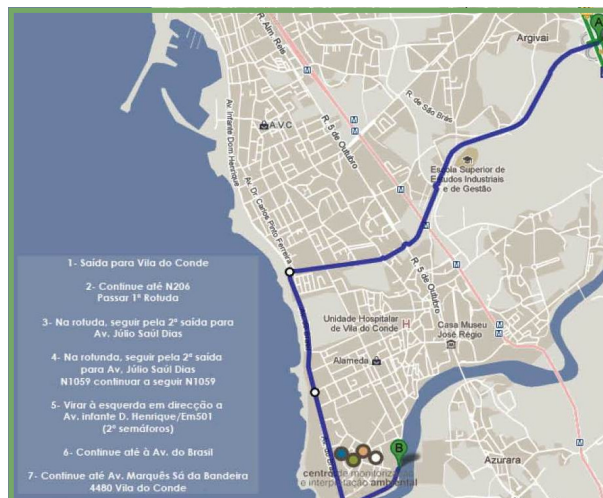 A
Argivai
R. Alm. Reis
M
M
M
R. de São Brás
Av. Infante Dom Henrique
A.V.C
R. 5 de Outubro
M
Escola Superior de
Estudos Industriais
e de Gestão
Av. Dr. Carlos Pinto Ferreira
M
M
R. 5 de Outubro
M
1- Saída para Vila do Conde
2- Continue até N206
Passar 1ª Rotuda
3- Na rotuda, seguir pela 2ª saída para
Av. Júlio Saúl Dias
4- Na rotunda, seguir pela 2ª saída
para Av. Júlio Saúl Dias
N1059 continuar a seguir N1059
5- Virar à esquerda em direcção a
Av. infante D. Henrique/Em501
(2º semáforos)
6- Continue até à Av. do Brasil
7- Continue até Av. Marquês Sá da Bandeira
4480 Vila do Conde
Unidade Hospitalar
de Vila do Conde
H
Casa Museu
José Régio
M
M
Alameda
B
Av. do Brasil
centro de monitorização
e interpretação ambiental
Azurara